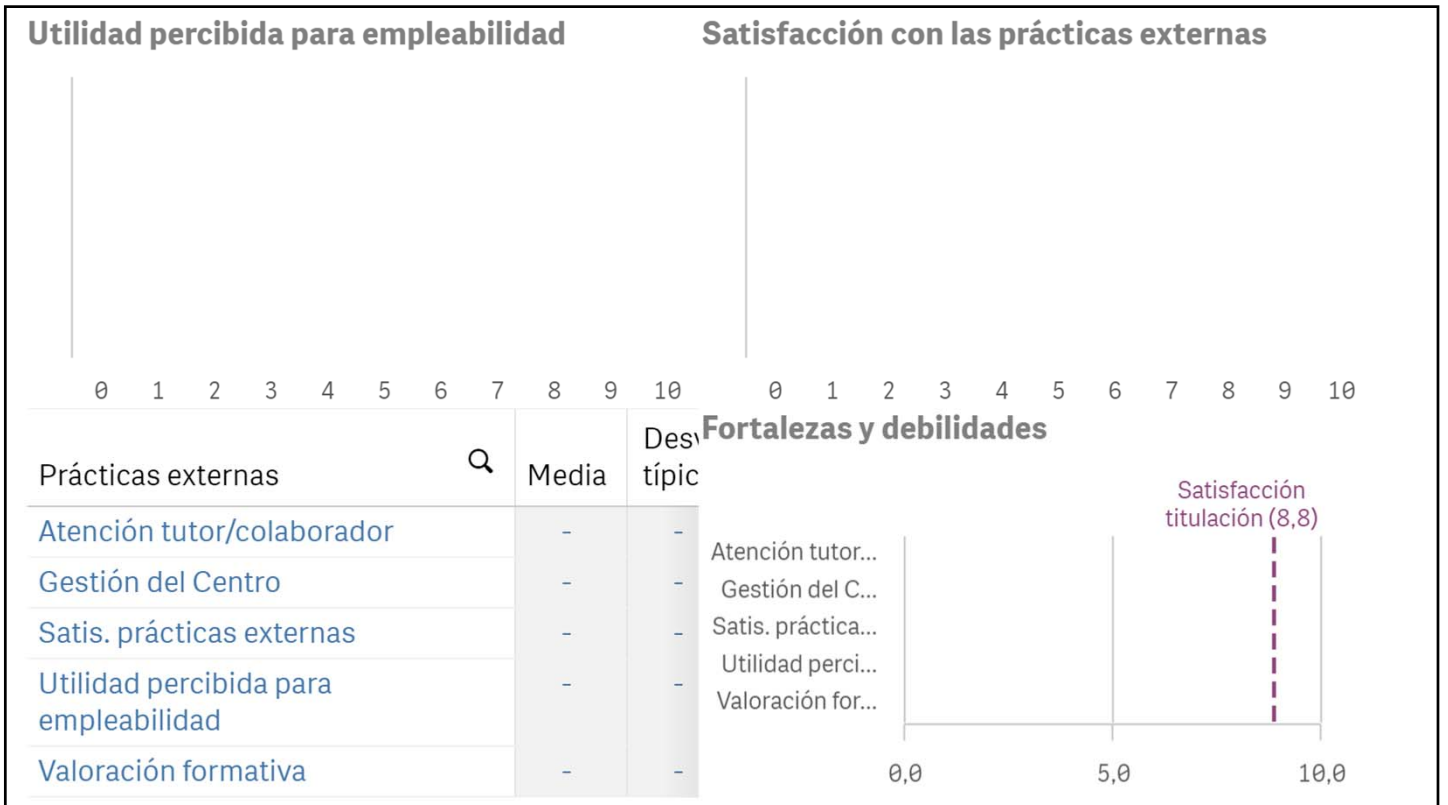 Utilidad percibida para empleabilidad
0 1 2 3 4 5 6 7 8 9 10
Satisfacción con las prácticas externas
0 1 2 3 4 5 6 7 8 9 10
Prácticas externas Media
Atención tutor/colaborador - -
Gestión del Centro - -
Satis. prácticas externas - -
Utilidad percibida para - -
empleabilidad
Valoración formativa - -
Fortalezas y debilidades
Satisfacción
titulación (8,8)
Atención tutor...
Gestión del C...
Satis. práctica...
Utilidad perci...
Valoración for...
0,0 5,0 10,0